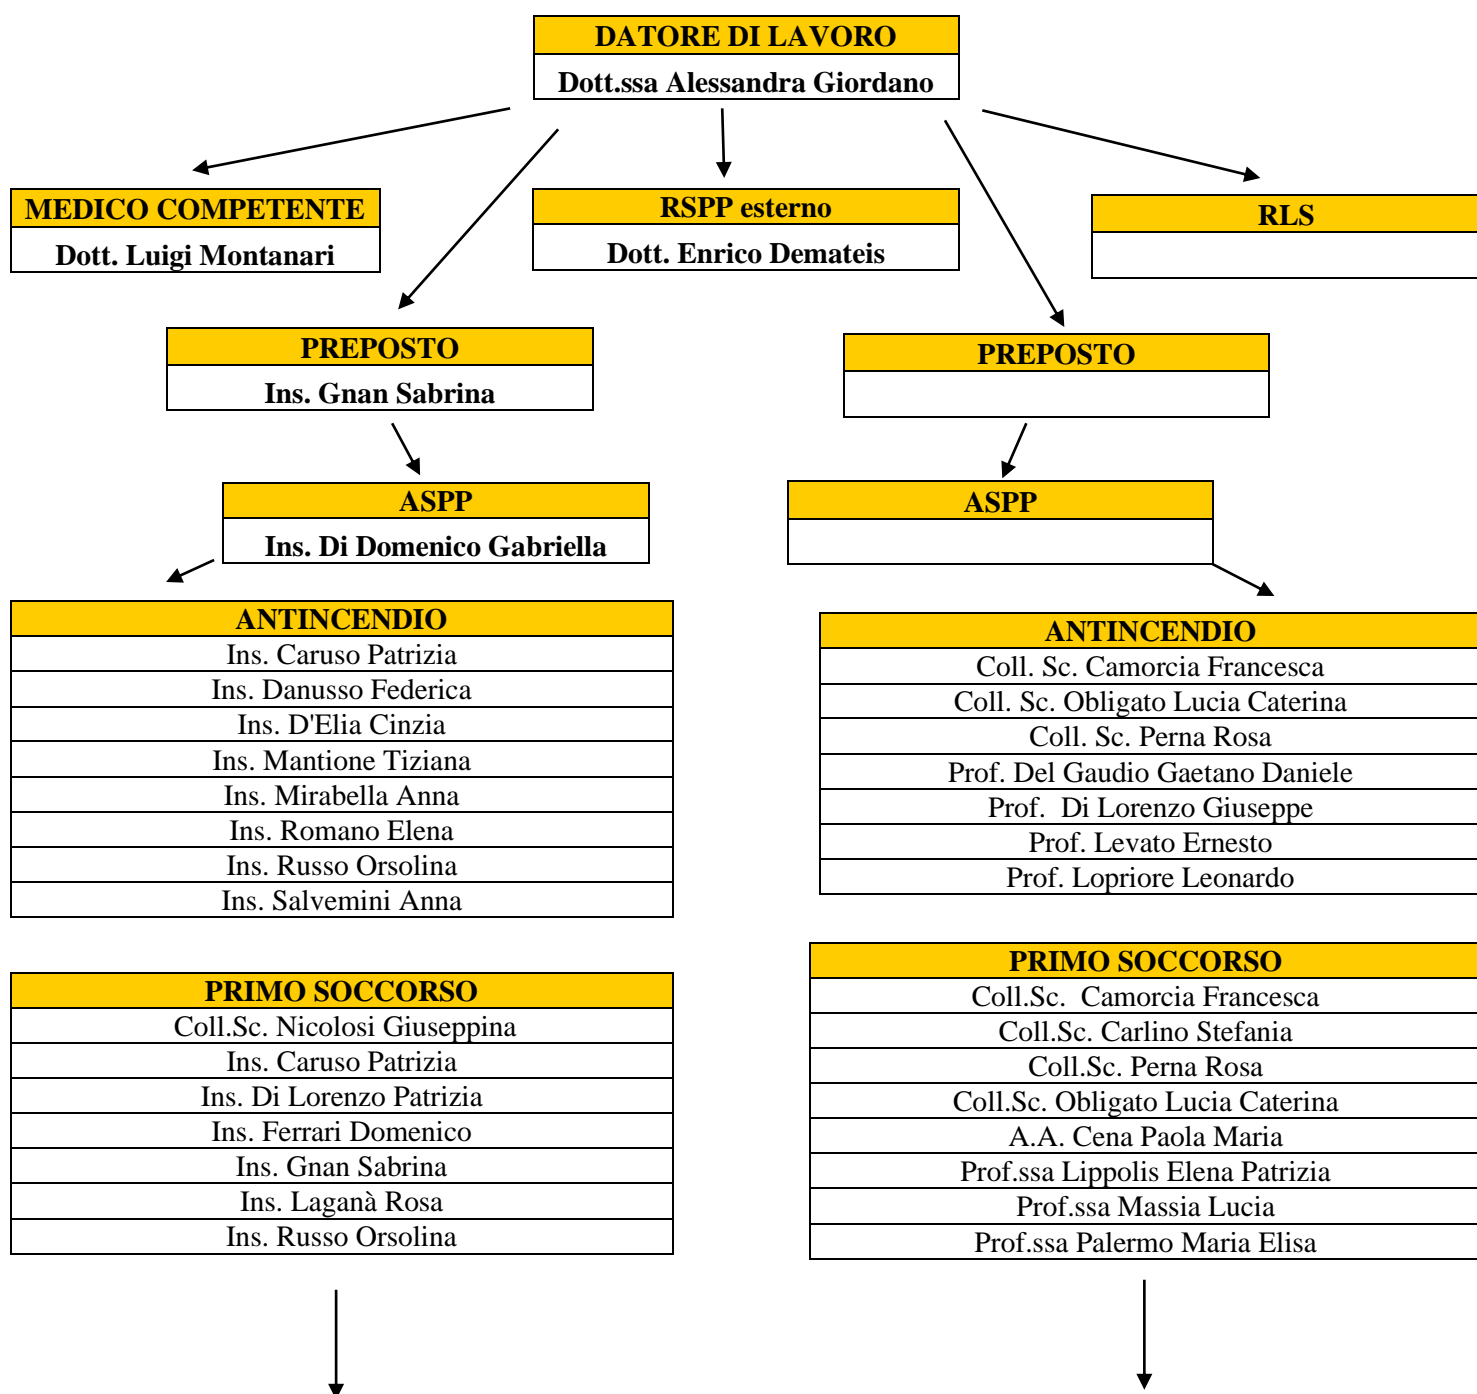 DATORE DI LAVORO
Dott.ssa Alessandra Giordano
MEDICO COMPETENTE
Dott. Luigi Montanari
RSPP esterno
Dott. Enrico Demateis
RLS
PREPOSTO
Ins. Gnan Sabrina
PREPOSTO
ASPP
Ins. Di Domenico Gabriella
ASPP
ANTINCENDIO
Ins. Caruso Patrizia
Ins. Danusso Federica
Ins. D'Elia Cinzia
Ins. Mantione Tiziana
Ins. Mirabella Anna
Ins. Romano Elena
Ins. Russo Orsolina
Ins. Salvemini Anna
ANTINCENDIO
Coll. Sc. Camorcia Francesca
Coll. Sc. Obligato Lucia Caterina
Coll. Sc. Perna Rosa
Prof. Del Gaudio Gaetano Daniele
Prof.  Di Lorenzo Giuseppe
Prof. Levato Ernesto
Prof. Lopriore Leonardo
PRIMO SOCCORSO
Coll.Sc. Nicolosi Giuseppina
Ins. Caruso Patrizia
Ins. Di Lorenzo Patrizia
Ins. Ferrari Domenico
Ins. Gnan Sabrina
Ins. Laganà Rosa
Ins. Russo Orsolina
PRIMO SOCCORSO
Coll.Sc.  Camorcia Francesca
Coll.Sc. Carlino Stefania
Coll.Sc. Perna Rosa
Coll.Sc. Obligato Lucia Caterina
A.A. Cena Paola Maria
Prof.ssa Lippolis Elena Patrizia
Prof.ssa Massia Lucia
Prof.ssa Palermo Maria Elisa